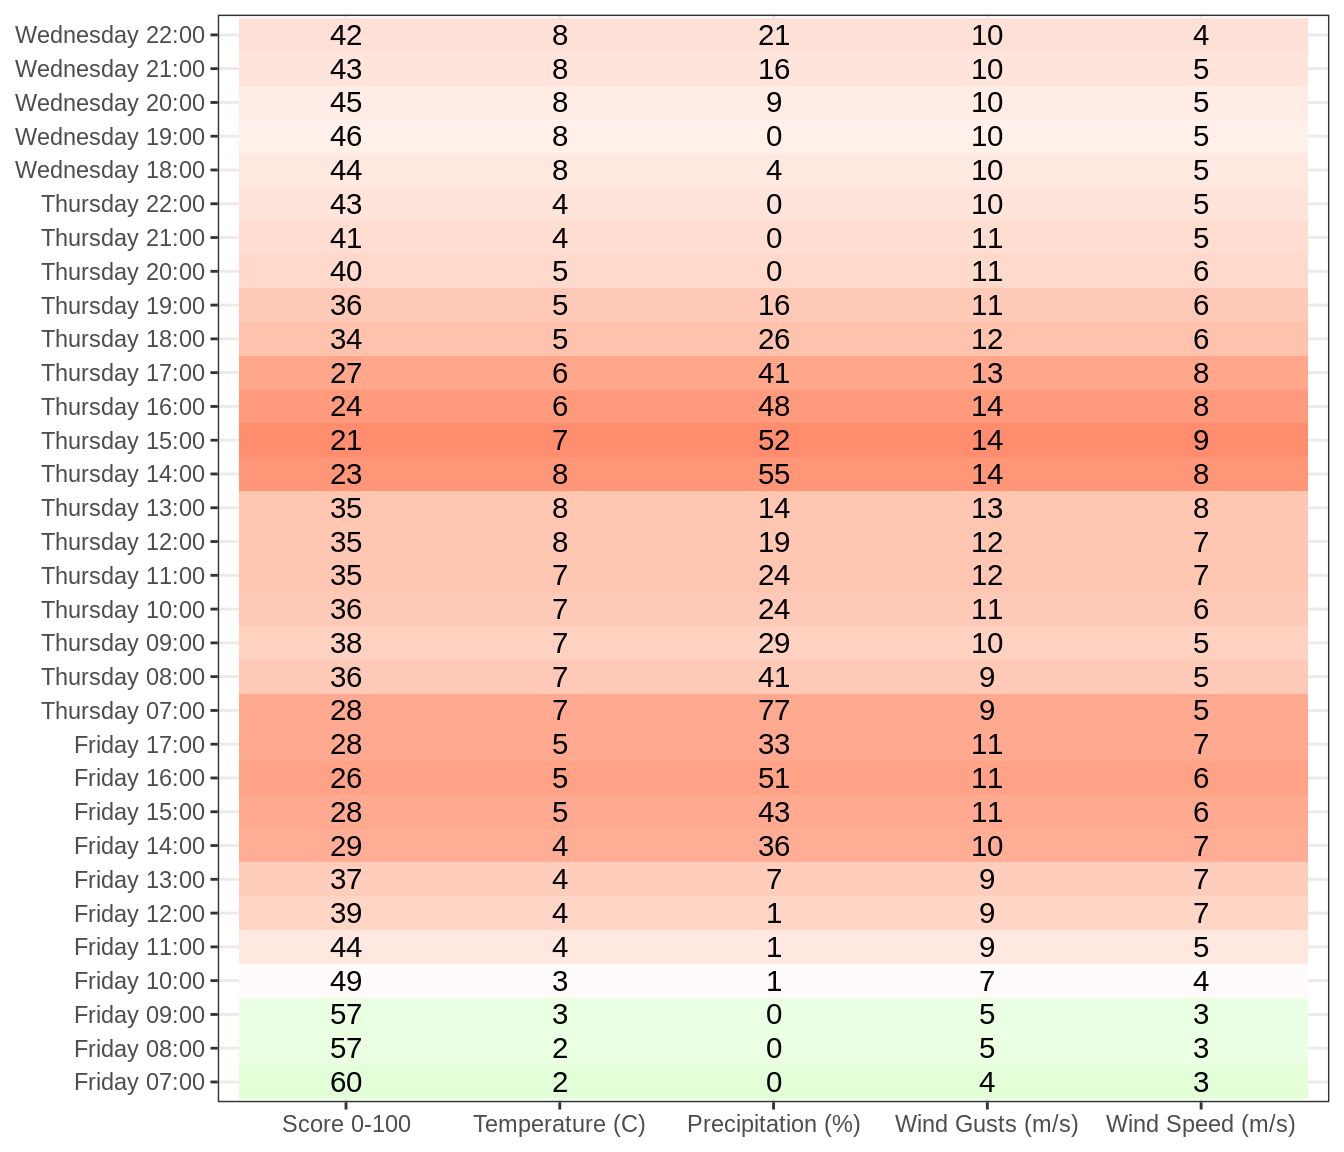 Wednesday 22:00 42 8 21 10 4
Wednesday 21:00 43 8 16 10 5
Wednesday 20:00 45 8 9 10 5
Wednesday 19:00 46 8 0 10 5
Wednesday 18:00 44 8 4 10 5
Thursday 22:00 43 4 0 10 5
Thursday 21:00 41 4 0 11 5
Thursday 20:00 40 5 0 11 6
Thursday 19:00 36 5 16 11 6
Thursday 18:00 34 5 26 12 6
Thursday 17:00 27 6 41 13 8
Thursday 16:00 24 6 48 14 8
Thursday 15:00 21 7 52 14 9
Thursday 14:00 23 8 55 14 8
Thursday 13:00 35 8 14 13 8
Thursday 12:00 35 8 19 12 7
Thursday 11:00 35 7 24 12 7
Thursday 10:00 36 7 24 11 6
Thursday 09:00 38 7 29 10 5
Thursday 08:00 36 7 41 9 5
Thursday 07:00 28 7 77 9 5
Friday 17:00 28 5 33 11 7
Friday 16:00 26 5 51 11 6
Friday 15:00 28 5 43 11 6
Friday 14:00 29 4 36 10 7
Friday 13:00 37 4 7 9 7
Friday 12:00 39 4 1 9 7
Friday 11:00 44 4 1 9 5
Friday 10:00 49 3 1 7 4
Friday 09:00 57 3 0 5 3
Friday 08:00 57 2 0 5 3
Friday 07:00 60 2 0 4 3
Score 0-100 Temperature (C) Precipitation (%) Wind Gusts (m/s) Wind Speed (m/s)